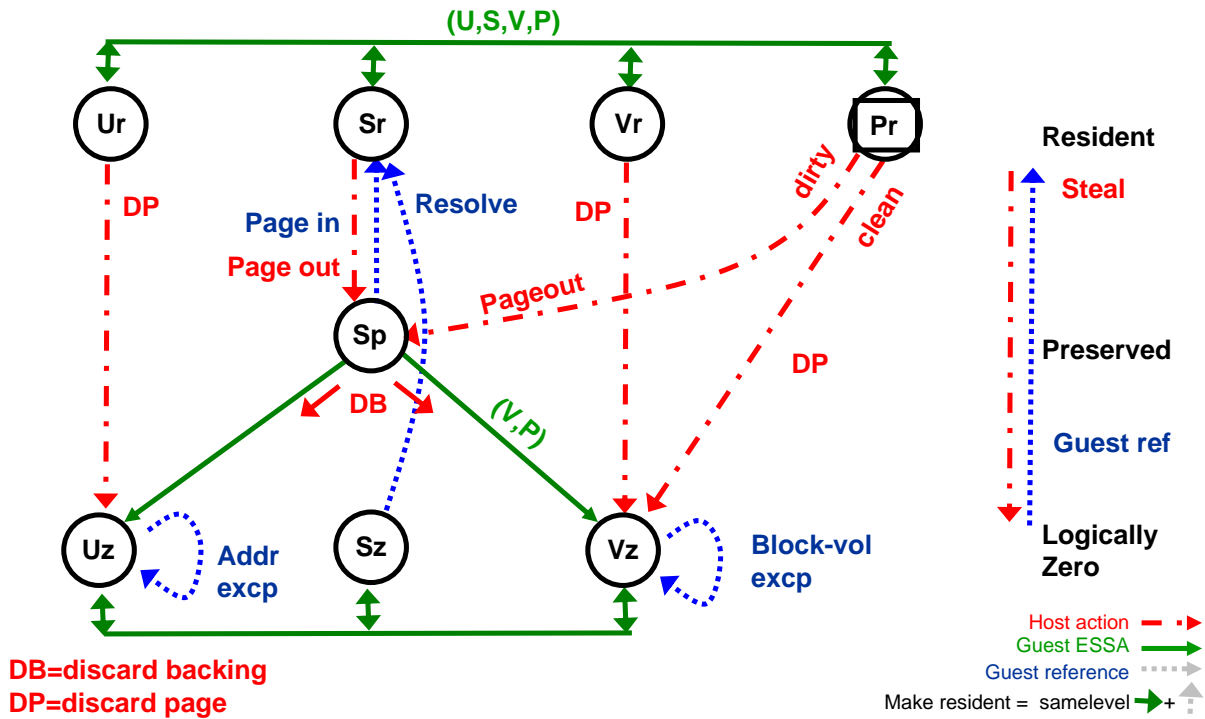 (U,S,V,P)
Ur
Sr
Vr
Pr
Resident
dirty
clean
DP
Page in
Resolve
DP
Steal
Page out
Pageout
Sp
Preserved
DB
DP
(V,P)
Guest ref
Uz
Sz
Vz
Addr
excp
Block-vol
excp
Logically
Zero
Host action
Guest ESSA
Guest reference
Make resident = samelevel +
DB=discard backing
DP=discard page